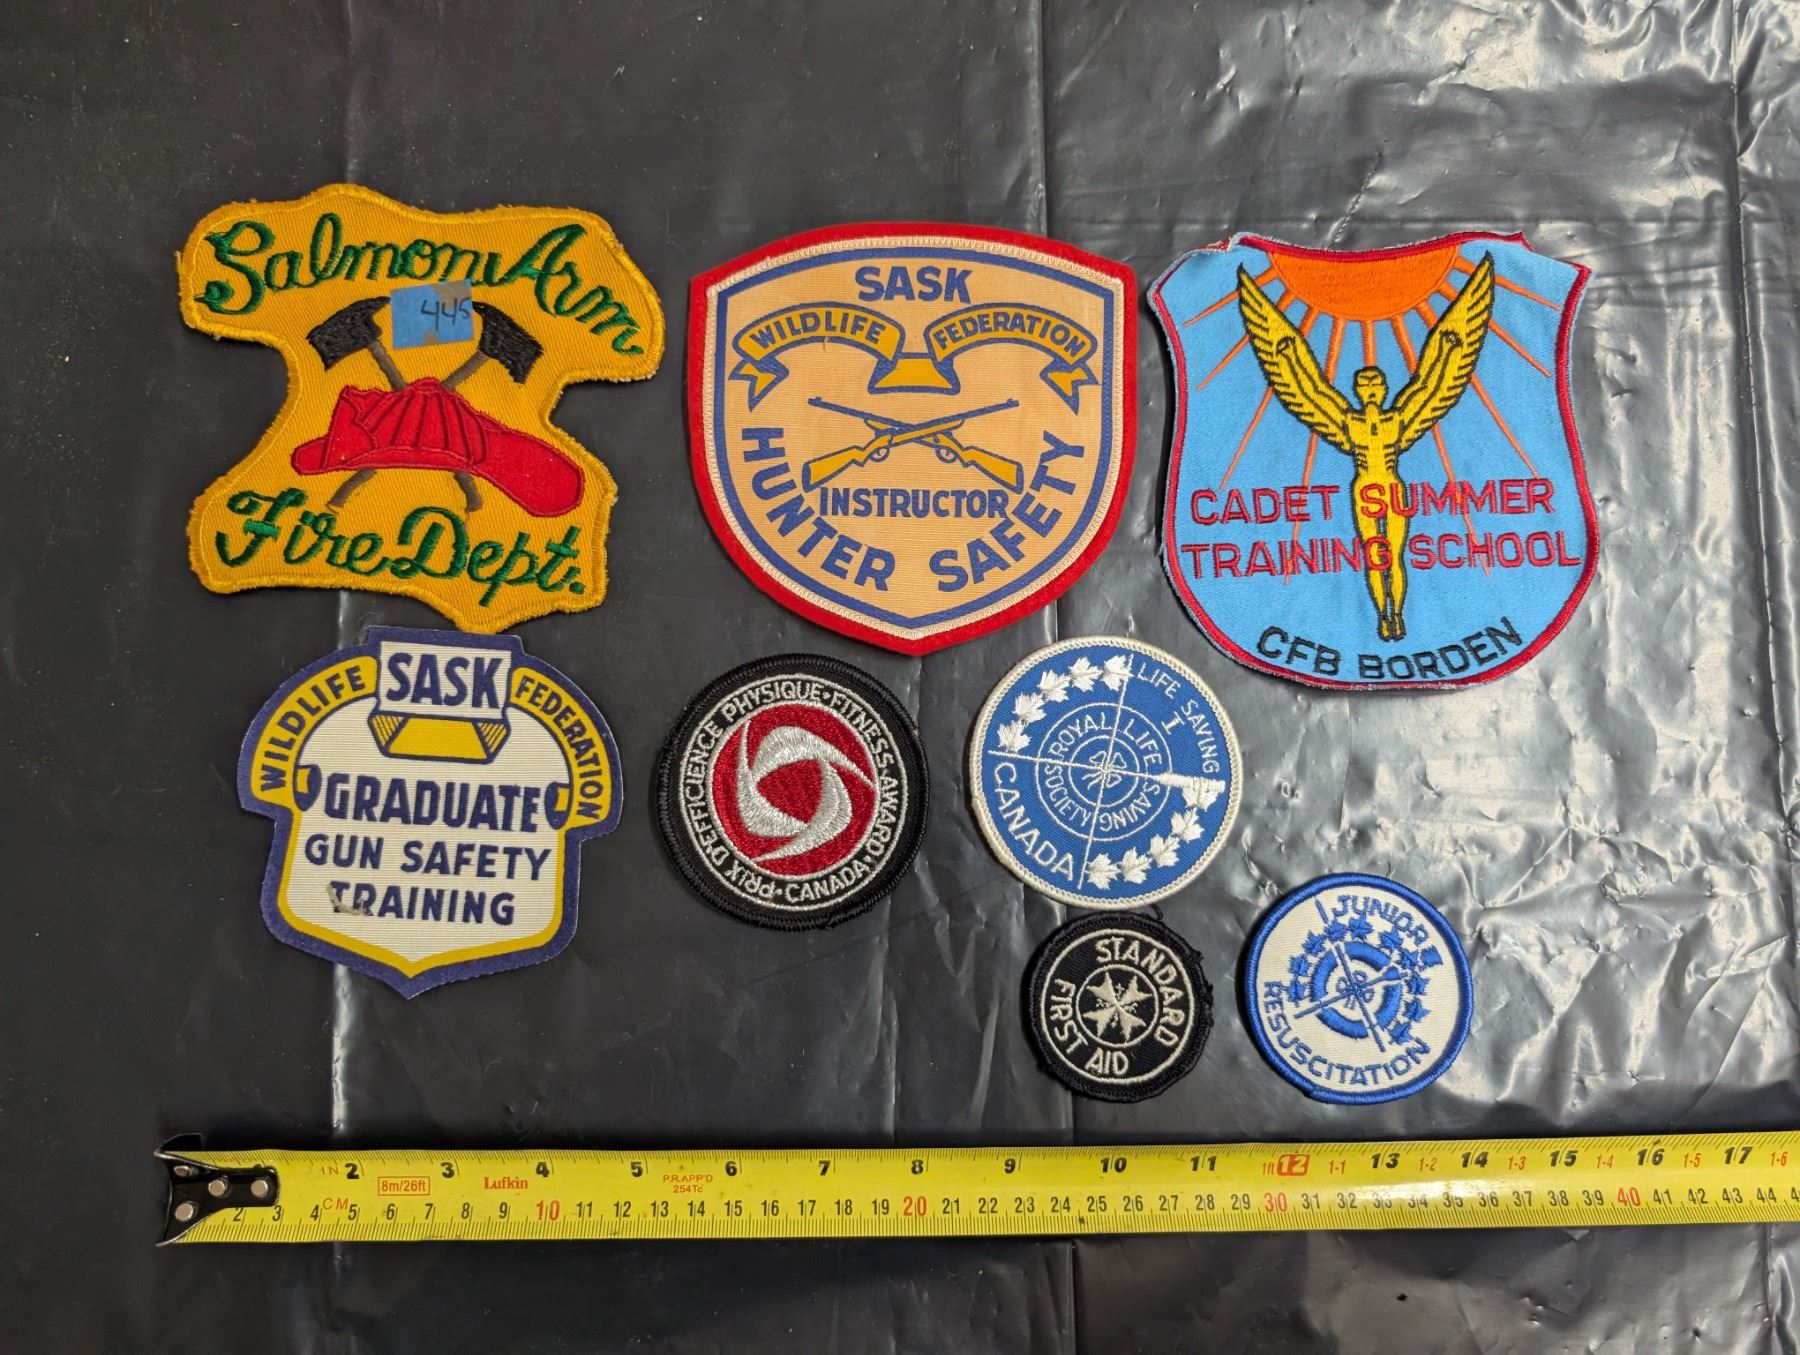 Salmon Arm
445
Fire Dept.
SASK
WILDLIFE FEDERATION
INSTRUCTOR
HUNTER SAFETY
CADET SUMMER
TRAINING SCHOOL
CFB BORDEN
SASK
WILDLIFE FEDERATION
GRADUATE
GUN SAFETY
TRAINING
PRIX D'EFFICIENCE PHYSIQUE • FITNESS AWARD • CANADA •
LIFE SAVING
I
ROYAL LIFE SAVING SOCIETY
CANADA
STANDARD
FIRST AID
JUNIOR
RESUSCITATION
IN 2 3 4 5 6 7 8 9 10 11 1ft 12 1-1 13 1-2 14 1-3 15 1-4 16 1-5 17 1-6
8m/26ft Lufkin P.R.APP'D
254Tc
CM 2 3 4 5 6 7 8 9 10 11 12 13 14 15 16 17 18 19 20 21 22 23 24 25 26 27 28 29 30 31 32 33 34 35 36 37 38 39 40 41 42 43 44